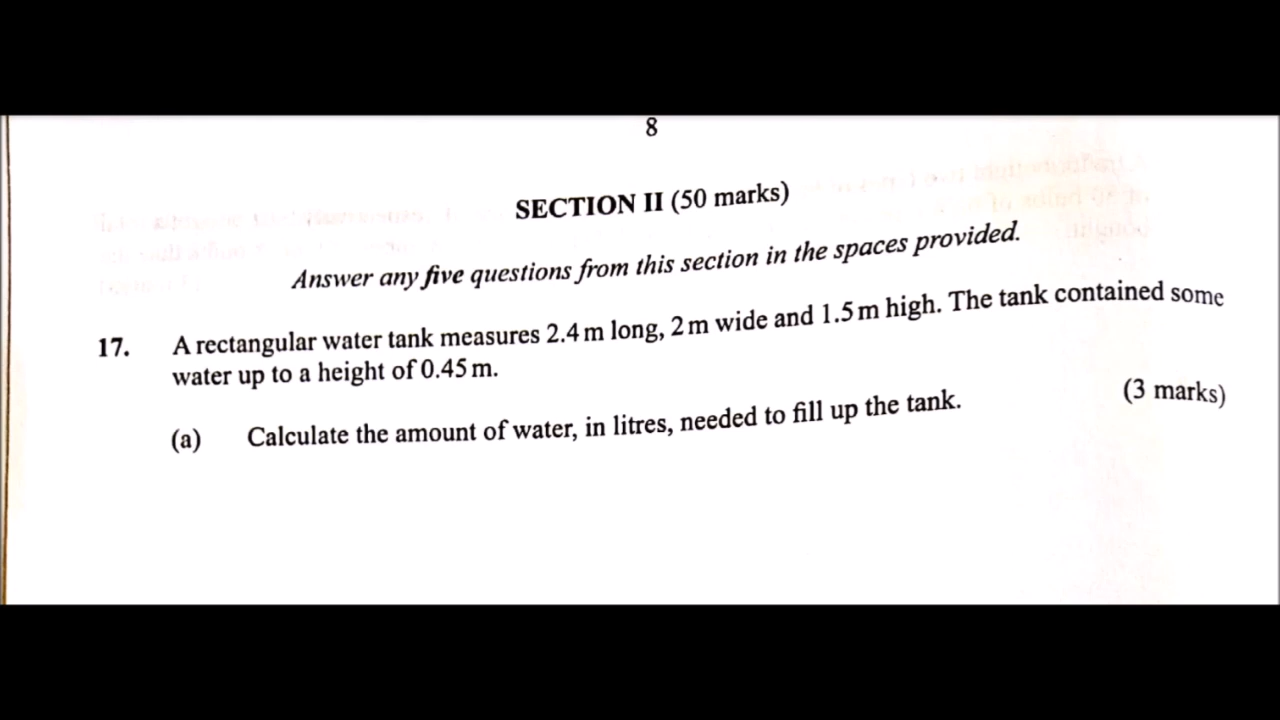 8
SECTION II (50 marks)
Answer any five questions from this section in the spaces provided.
17. A rectangular water tank measures 2.4 m long, 2 m wide and 1.5 m high. The tank contained some
water up to a height of 0.45 m.
(a) Calculate the amount of water, in litres, needed to fill up the tank. (3 marks)